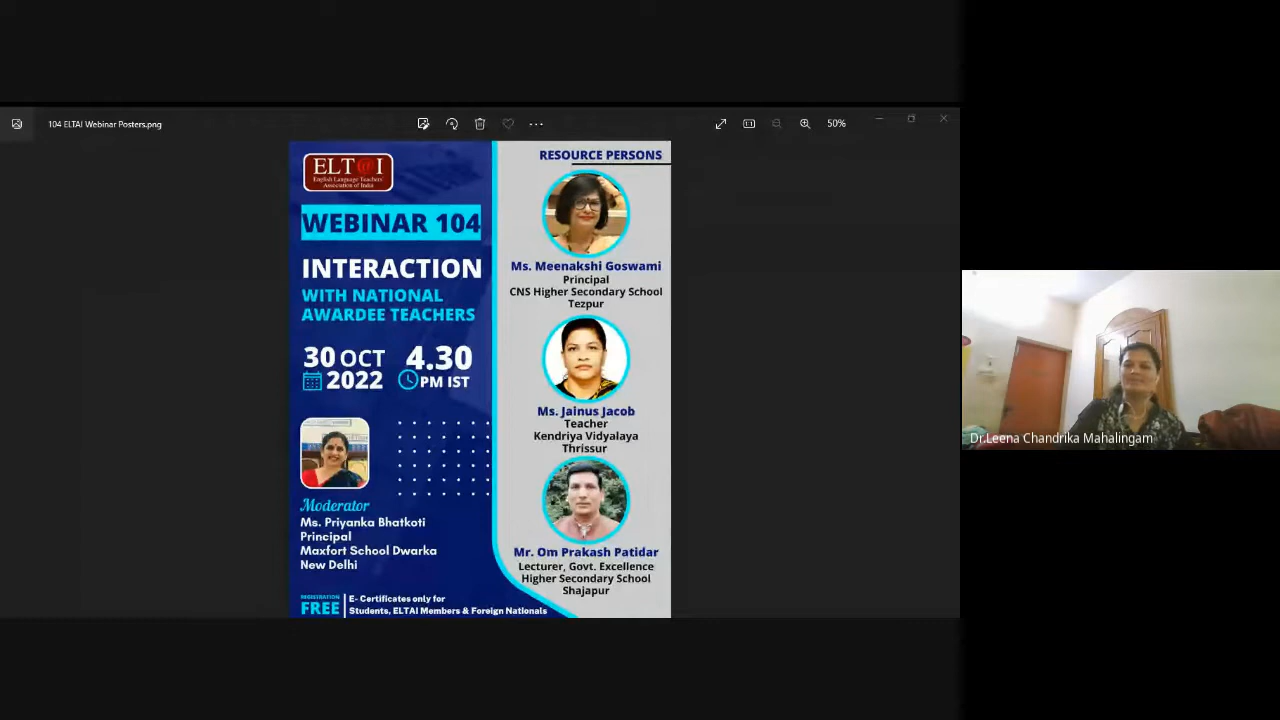 104 ELTAI Webinar Posters.png
50%
ELT@I
English Language Teachers'
Association of India
WEBINAR 104
INTERACTION
WITH NATIONAL
AWARDEE TEACHERS
30 OCT
2022
4.30
PM IST
Moderator
Ms. Priyanka Bhatkoti
Principal
Maxfort School Dwarka
New Delhi
REGISTRATION
FREE
E- Certificates only for
Students, ELTAI Members & Foreign Nationals
RESOURCE PERSONS
Ms. Meenakshi Goswami
Principal
CNS Higher Secondary School
Tezpur
Ms. Jainus Jacob
Teacher
Kendriya Vidyalaya
Thrissur
Mr. Om Prakash Patidar
Lecturer, Govt. Excellence
Higher Secondary School
Shajapur
Dr.Leena Chandrika Mahalingam